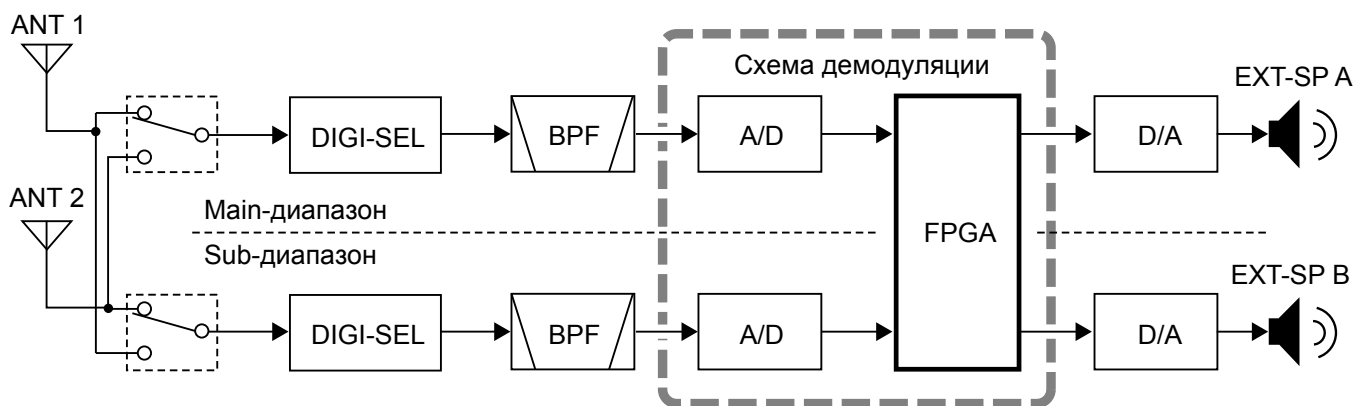 ANT 1
Схема демодуляции
EXT-SP A
DIGI-SEL
BPF
A/D
D/A
ANT 2
Main-диапазон
FPGA
Sub-диапазон
EXT-SP B
DIGI-SEL
BPF
A/D
D/A